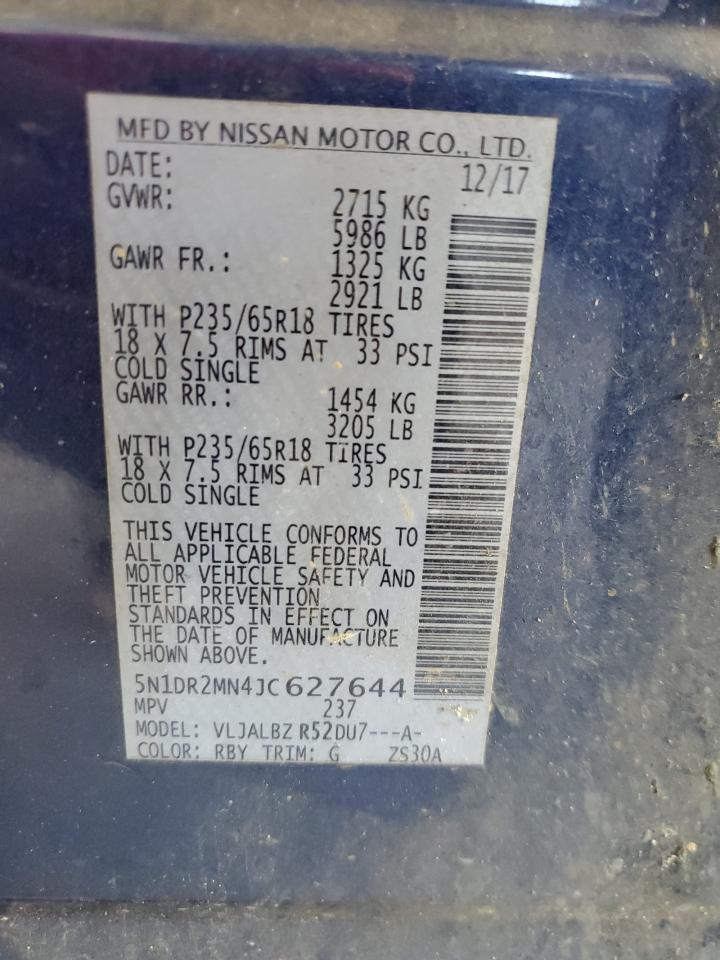 MFD BY NISSAN MOTOR CO., LTD.
DATE: 12/17
GVWR: 2715 KG
5986 LB
GAWR FR.: 1325 KG
2921 LB
WITH P235/65R18 TIRES
18 X 7.5 RIMS AT 33 PSI
COLD SINGLE
GAWR RR.: 1454 KG
3205 LB
WITH P235/65R18 TIRES
18 X 7.5 RIMS AT 33 PSI
COLD SINGLE
THIS VEHICLE CONFORMS TO
ALL APPLICABLE FEDERAL
MOTOR VEHICLE SAFETY AND
THEFT PREVENTION
STANDARDS IN EFFECT ON
THE DATE OF MANUFACTURE
SHOWN ABOVE.
5N1DR2MN4JC627644
MPV 237
MODEL: VLJALBZ R52DU7---A-
COLOR: RBY TRIM: G ZS30A